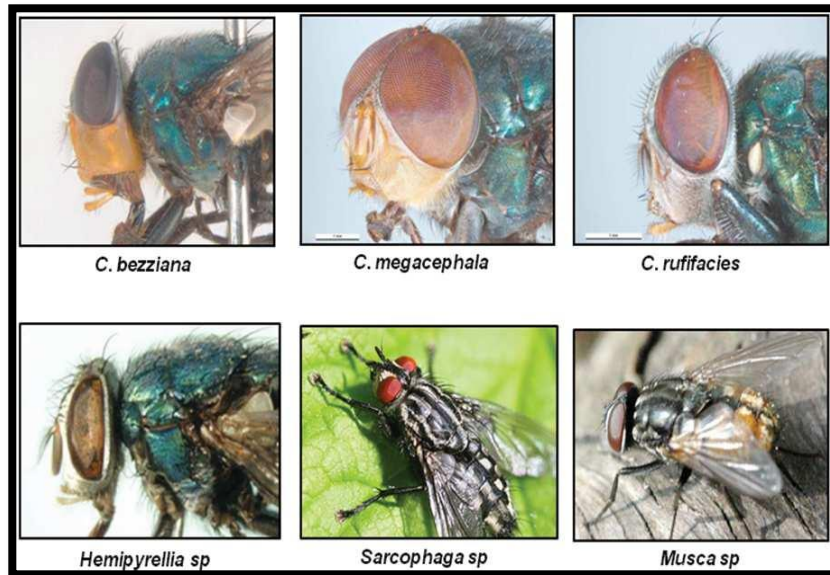 C. bezziana
C. megacephala
C. rufifacies
Hemipyrellia sp
Sarcophaga sp
Musca sp